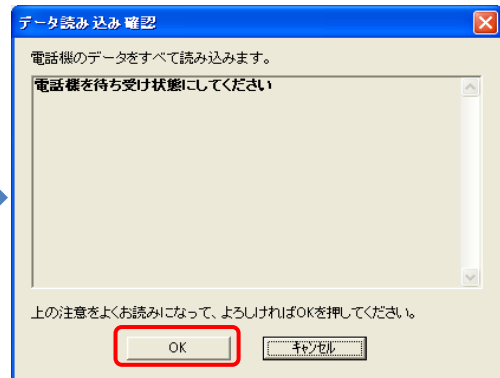 データ読み込み確認
電話機のデータをすべて読み込みます。
電話機を待ち受け状態にしてください
上の注意をよくお読みになって、よろしければOKを押してください。
OK
キャンセル